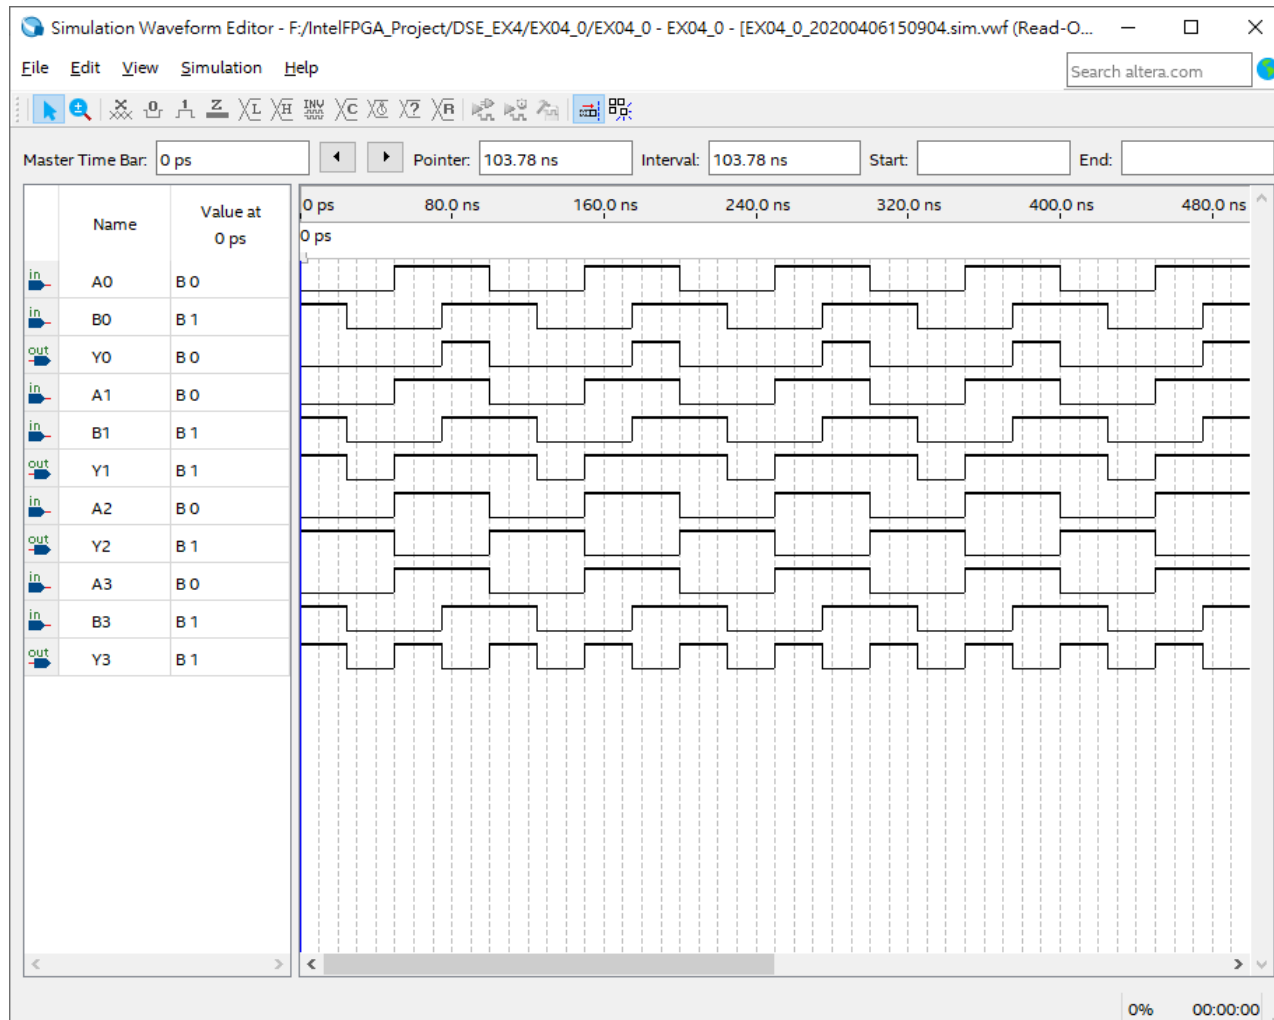 Simulation Waveform Editor - F:/IntelFPGA_Project/DSE_EX4/EX04_0/EX04_0 - EX04_0 - [EX04_0_20200406150904.sim.vwf (Read-O...
File Edit View Simulation Help
Search altera.com
Master Time Bar: 0 ps Pointer: 103.78 ns Interval: 103.78 ns Start: End:
Name Value at 0 ps
0 ps 80.0 ns 160.0 ns 240.0 ns 320.0 ns 400.0 ns 480.0 ns
0 ps
in A0 B 0
in B0 B 1
out Y0 B 0
in A1 B 0
in B1 B 1
out Y1 B 1
in A2 B 0
out Y2 B 1
in A3 B 0
in B3 B 1
out Y3 B 1
0% 00:00:00